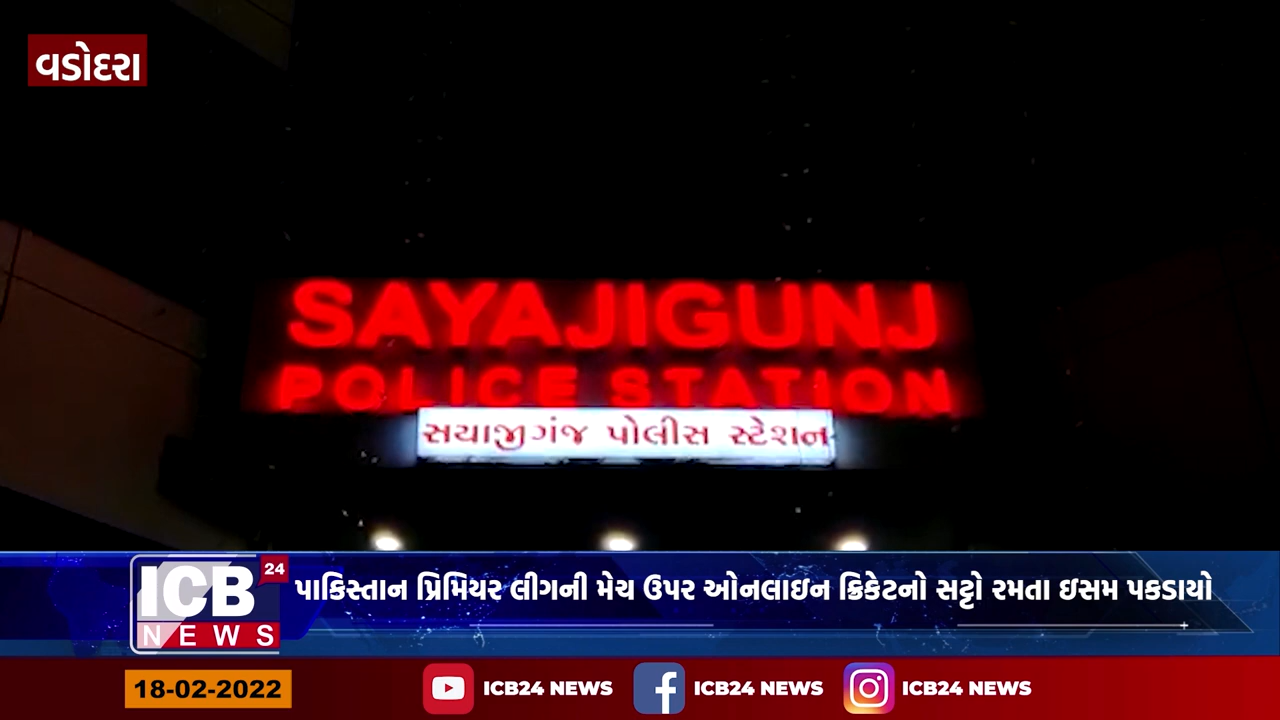 વડોદરા
SAYAJIGUNJ
POLICE STATION
સયાજીગંજ પોલીસ સ્ટેશન
ICB 24
NEWS
પાકિસ્તાન પ્રિમિયર લીગની મેચ ઉપર ઓનલાઇન ક્રિકેટનો સટ્ટો રમતા ઇસમ પકડાયો
18-02-2022
ICB24 NEWS
ICB24 NEWS
ICB24 NEWS